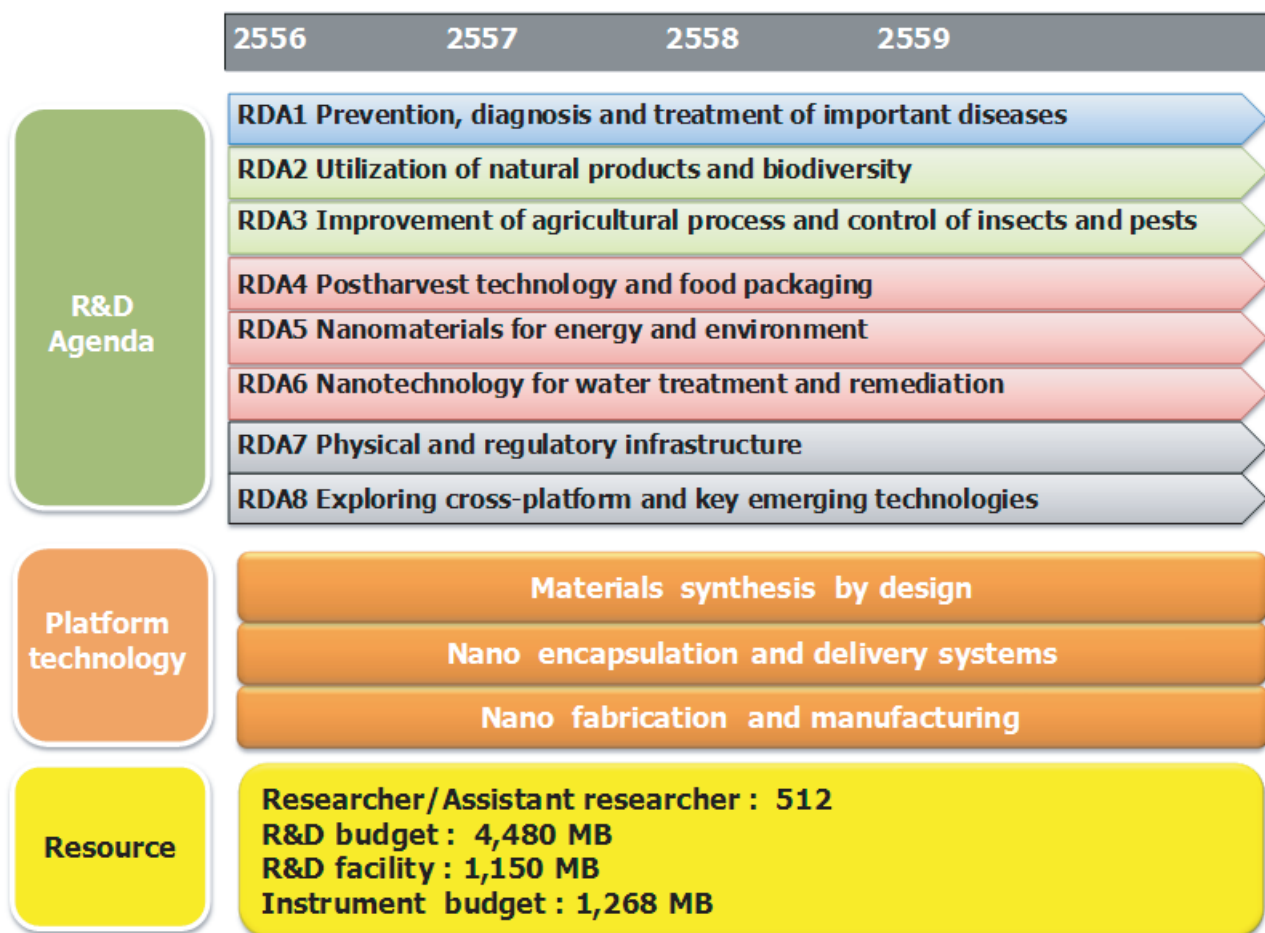 2556 2557 2558 2559
R&D
Agenda
RDA1 Prevention, diagnosis and treatment of important diseases
RDA2 Utilization of natural products and biodiversity
RDA3 Improvement of agricultural process and control of insects and pests
RDA4 Postharvest technology and food packaging
RDA5 Nanomaterials for energy and environment
RDA6 Nanotechnology for water treatment and remediation
RDA7 Physical and regulatory infrastructure
RDA8 Exploring cross-platform and key emerging technologies
Platform
technology
Materials synthesis by design
Nano encapsulation and delivery systems
Nano fabrication and manufacturing
Resource
Researcher/Assistant researcher : 512
R&D budget : 4,480 MB
R&D facility : 1,150 MB
Instrument budget : 1,268 MB